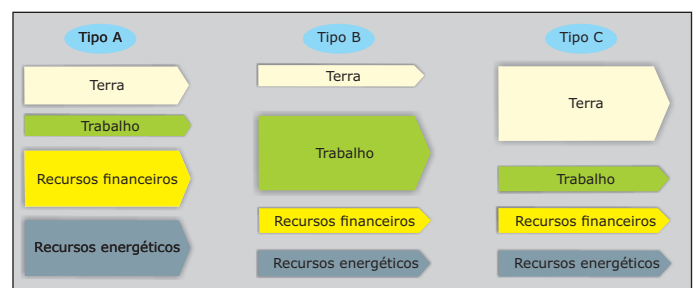 Tipo A
Terra
Trabalho
Recursos financeiros
Recursos energéticos
Tipo B
Terra
Trabalho
Recursos financeiros
Recursos energéticos
Tipo C
Terra
Trabalho
Recursos financeiros
Recursos energéticos